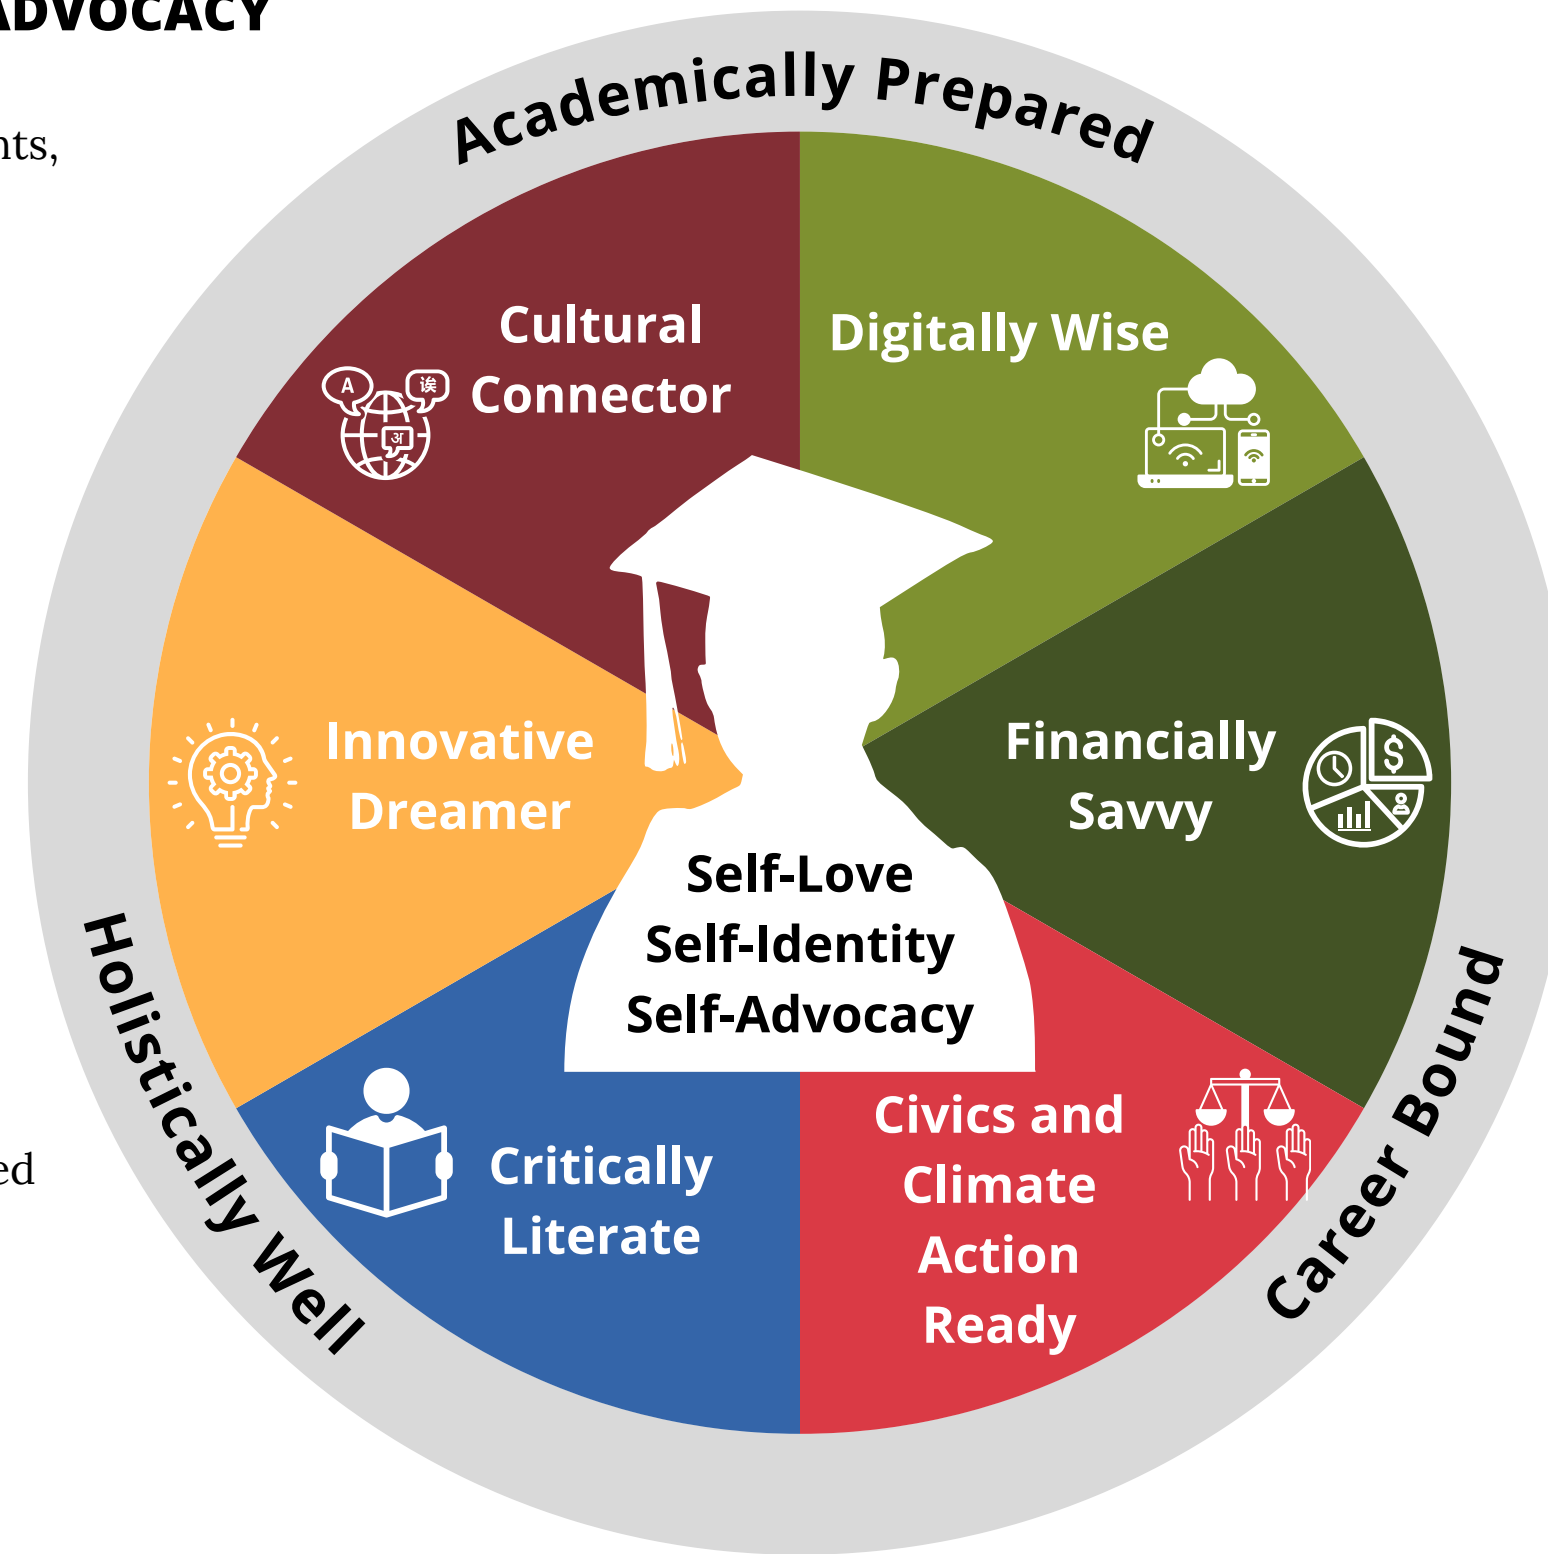 ADVOCACY
nts,
ed
Academically Prepared
Cultural
Connector
A
诶
अ
Digitally Wise
Innovative
Dreamer
Financially
Savvy
$
Self-Love
Self-Identity
Self-Advocacy
Critically
Literate
Civics and
Climate
Action
Ready
Holistically Well
Career Bound